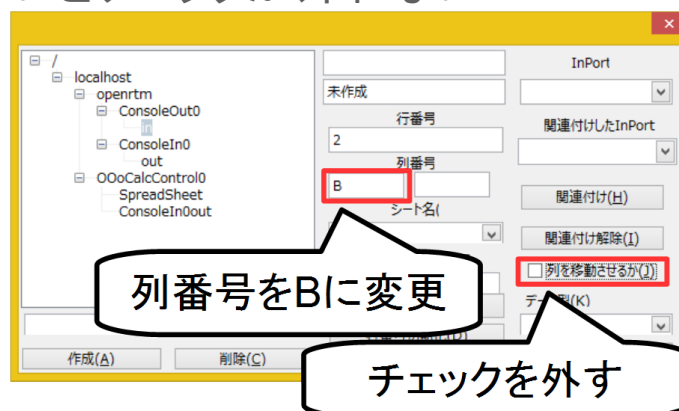 /
localhost
openrtm
ConsoleOut0
in
ConsoleIn0
out
OOoCalcControl0
SpreadSheet
ConsoleIn0out
作成(A)
削除(C)
未作成
行番号
2
列番号
B
シート名(
InPort
関連付けしたInPort
関連付け(H)
関連付け解除(I)
列を移動させるか(J)
列番号をBに変更
チェックを外す